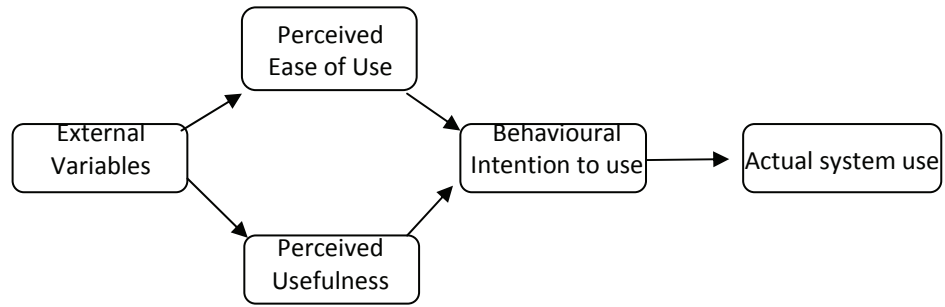 Perceived
Ease of Use
External
Variables
Behavioural
Intention to use
Actual system use
Perceived
Usefulness